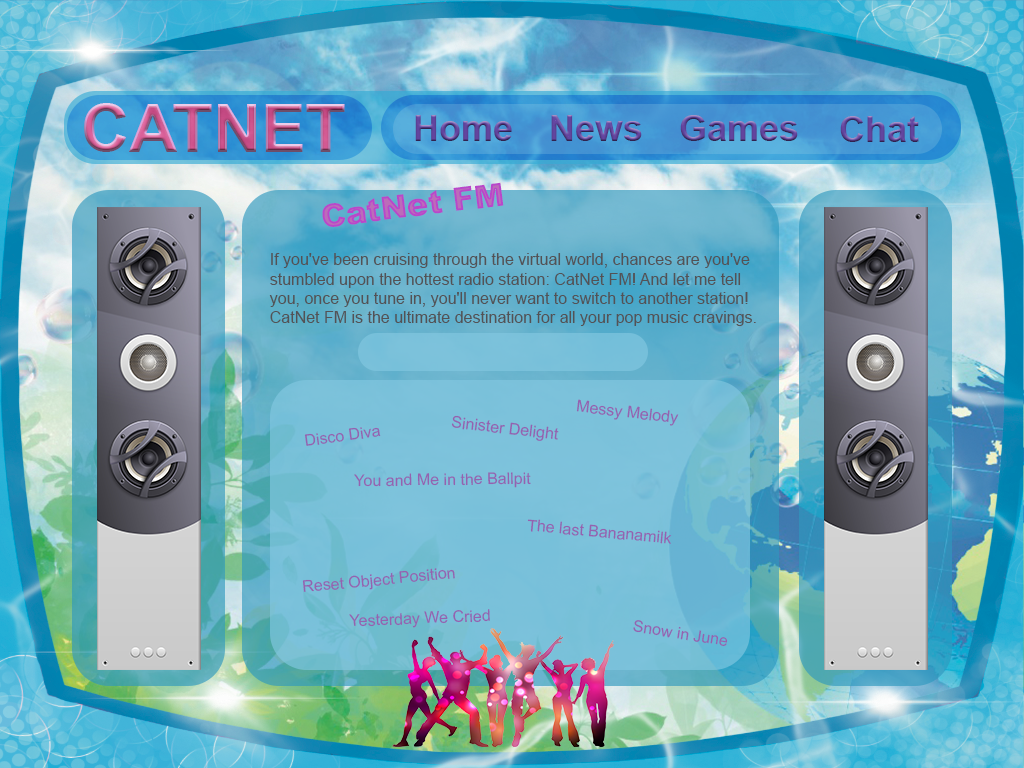 CATNET
Home News Games Chat
CatNet FM
If you've been cruising through the virtual world, chances are you've
stumbled upon the hottest radio station: CatNet FM! And let me tell
you, once you tune in, you'll never want to switch to another station!
CatNet FM is the ultimate destination for all your pop music cravings.
Messy Melody
Disco Diva
Sinister Delight
You and Me in the Ballpit
The last Bananamilk
Reset Object Position
Yesterday We Cried
Snow in June